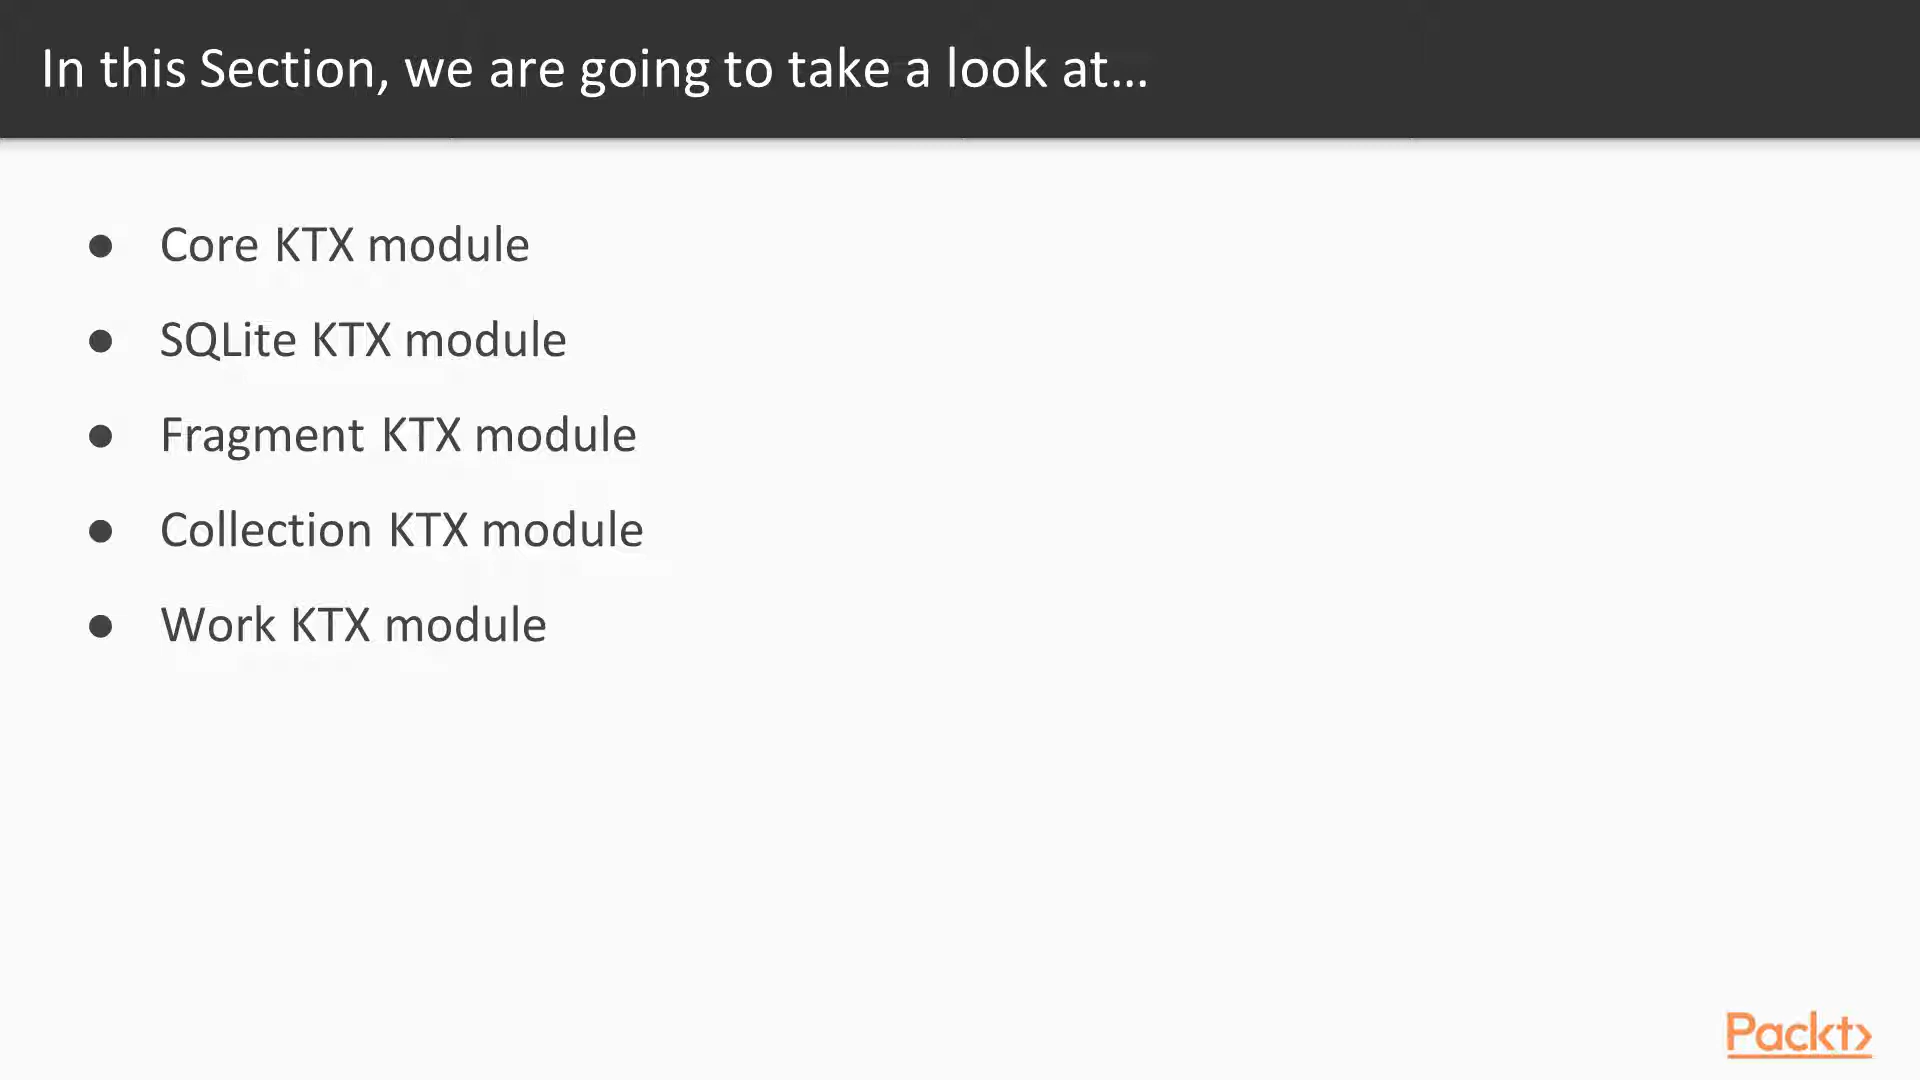 In this Section, we are going to take a look at...
● Core KTX module
● SQLite KTX module
● Fragment KTX module
● Collection KTX module
● Work KTX module
Packt>